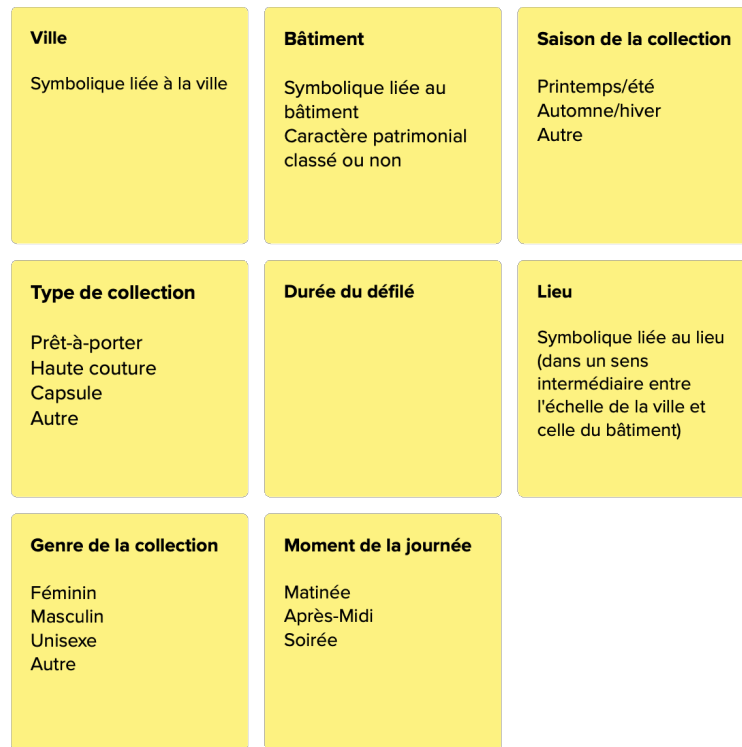 Ville
Symbolique liée à la ville
Bâtiment
Symbolique liée au
bâtiment
Caractère patrimonial
classé ou non
Saison de la collection
Printemps/été
Automne/hiver
Autre
Type de collection
Prêt-à-porter
Haute couture
Capsule
Autre
Durée du défilé
Lieu
Symbolique liée au lieu
(dans un sens
intermédiaire entre
l'échelle de la ville et
celle du bâtiment)
Genre de la collection
Féminin
Masculin
Unisexe
Autre
Moment de la journée
Matinée
Après-Midi
Soirée